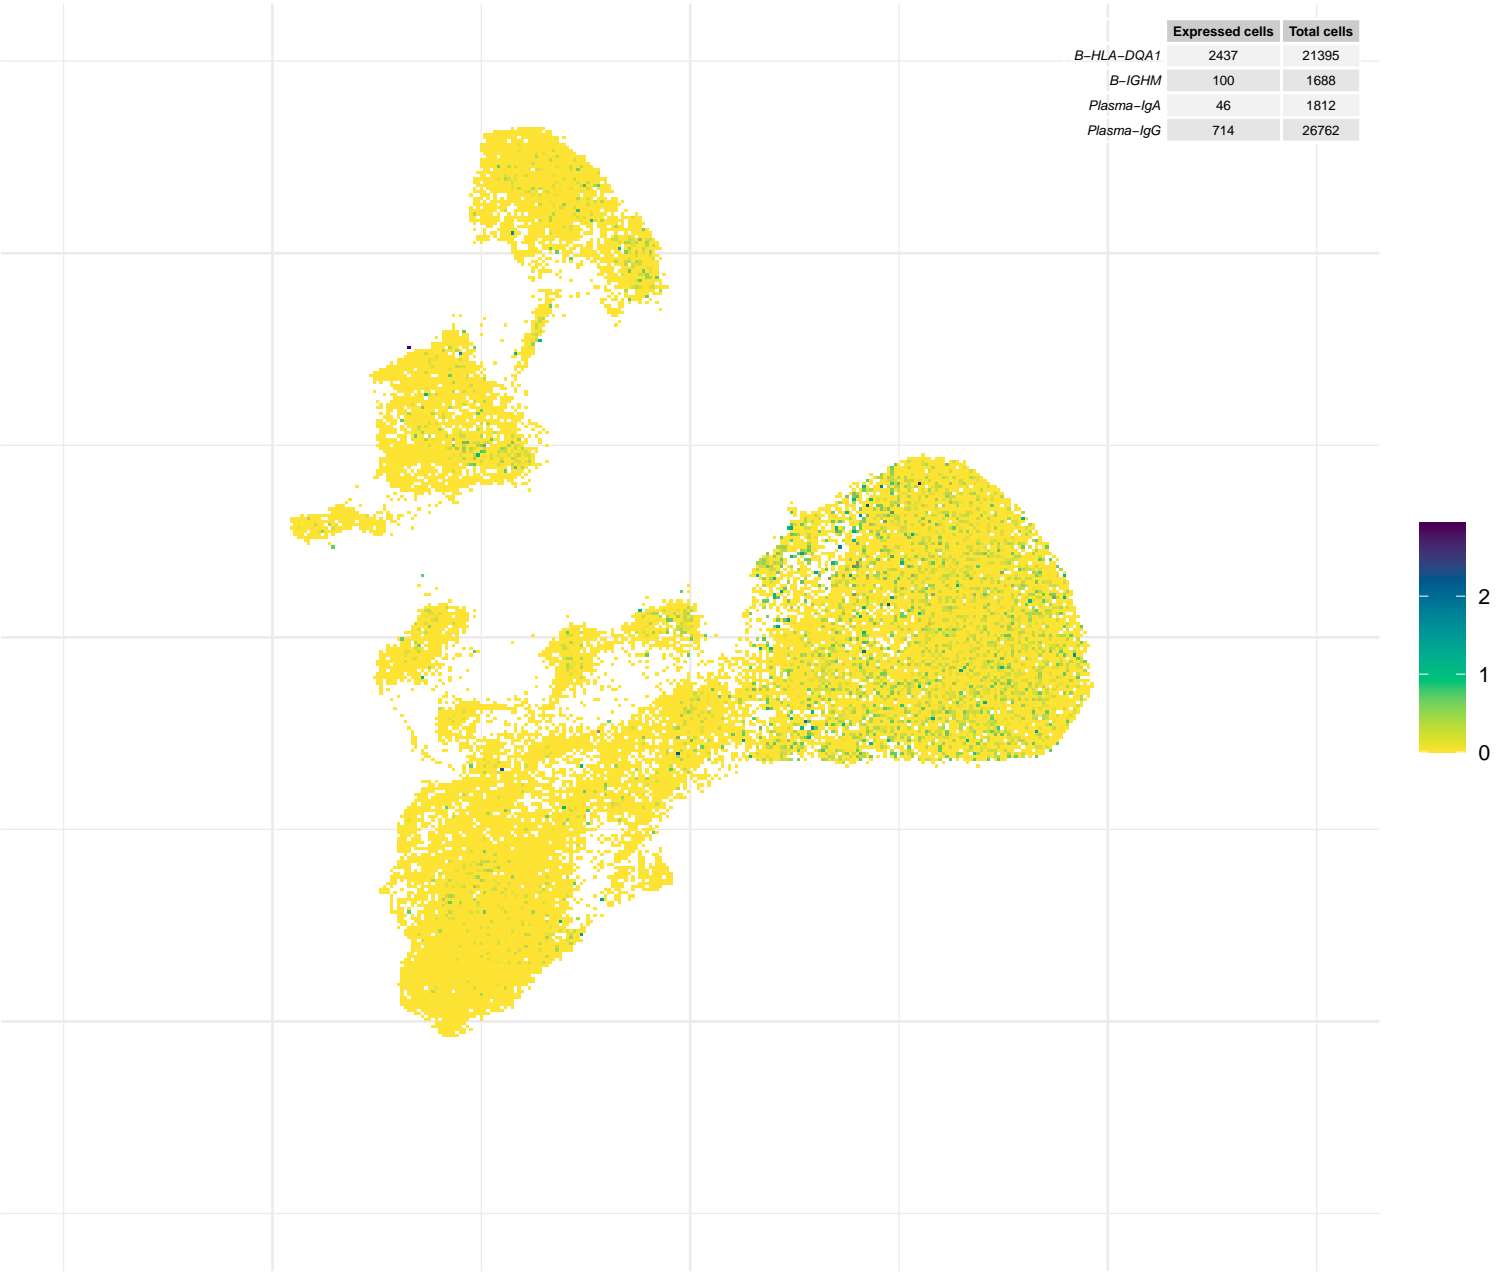 Expressed cells Total cells
B−HLA−DQA1 2437 21395
B−IGHM 100 1688
Plasma−IgA 46 1812
Plasma−IgG 714 26762
2
1
0